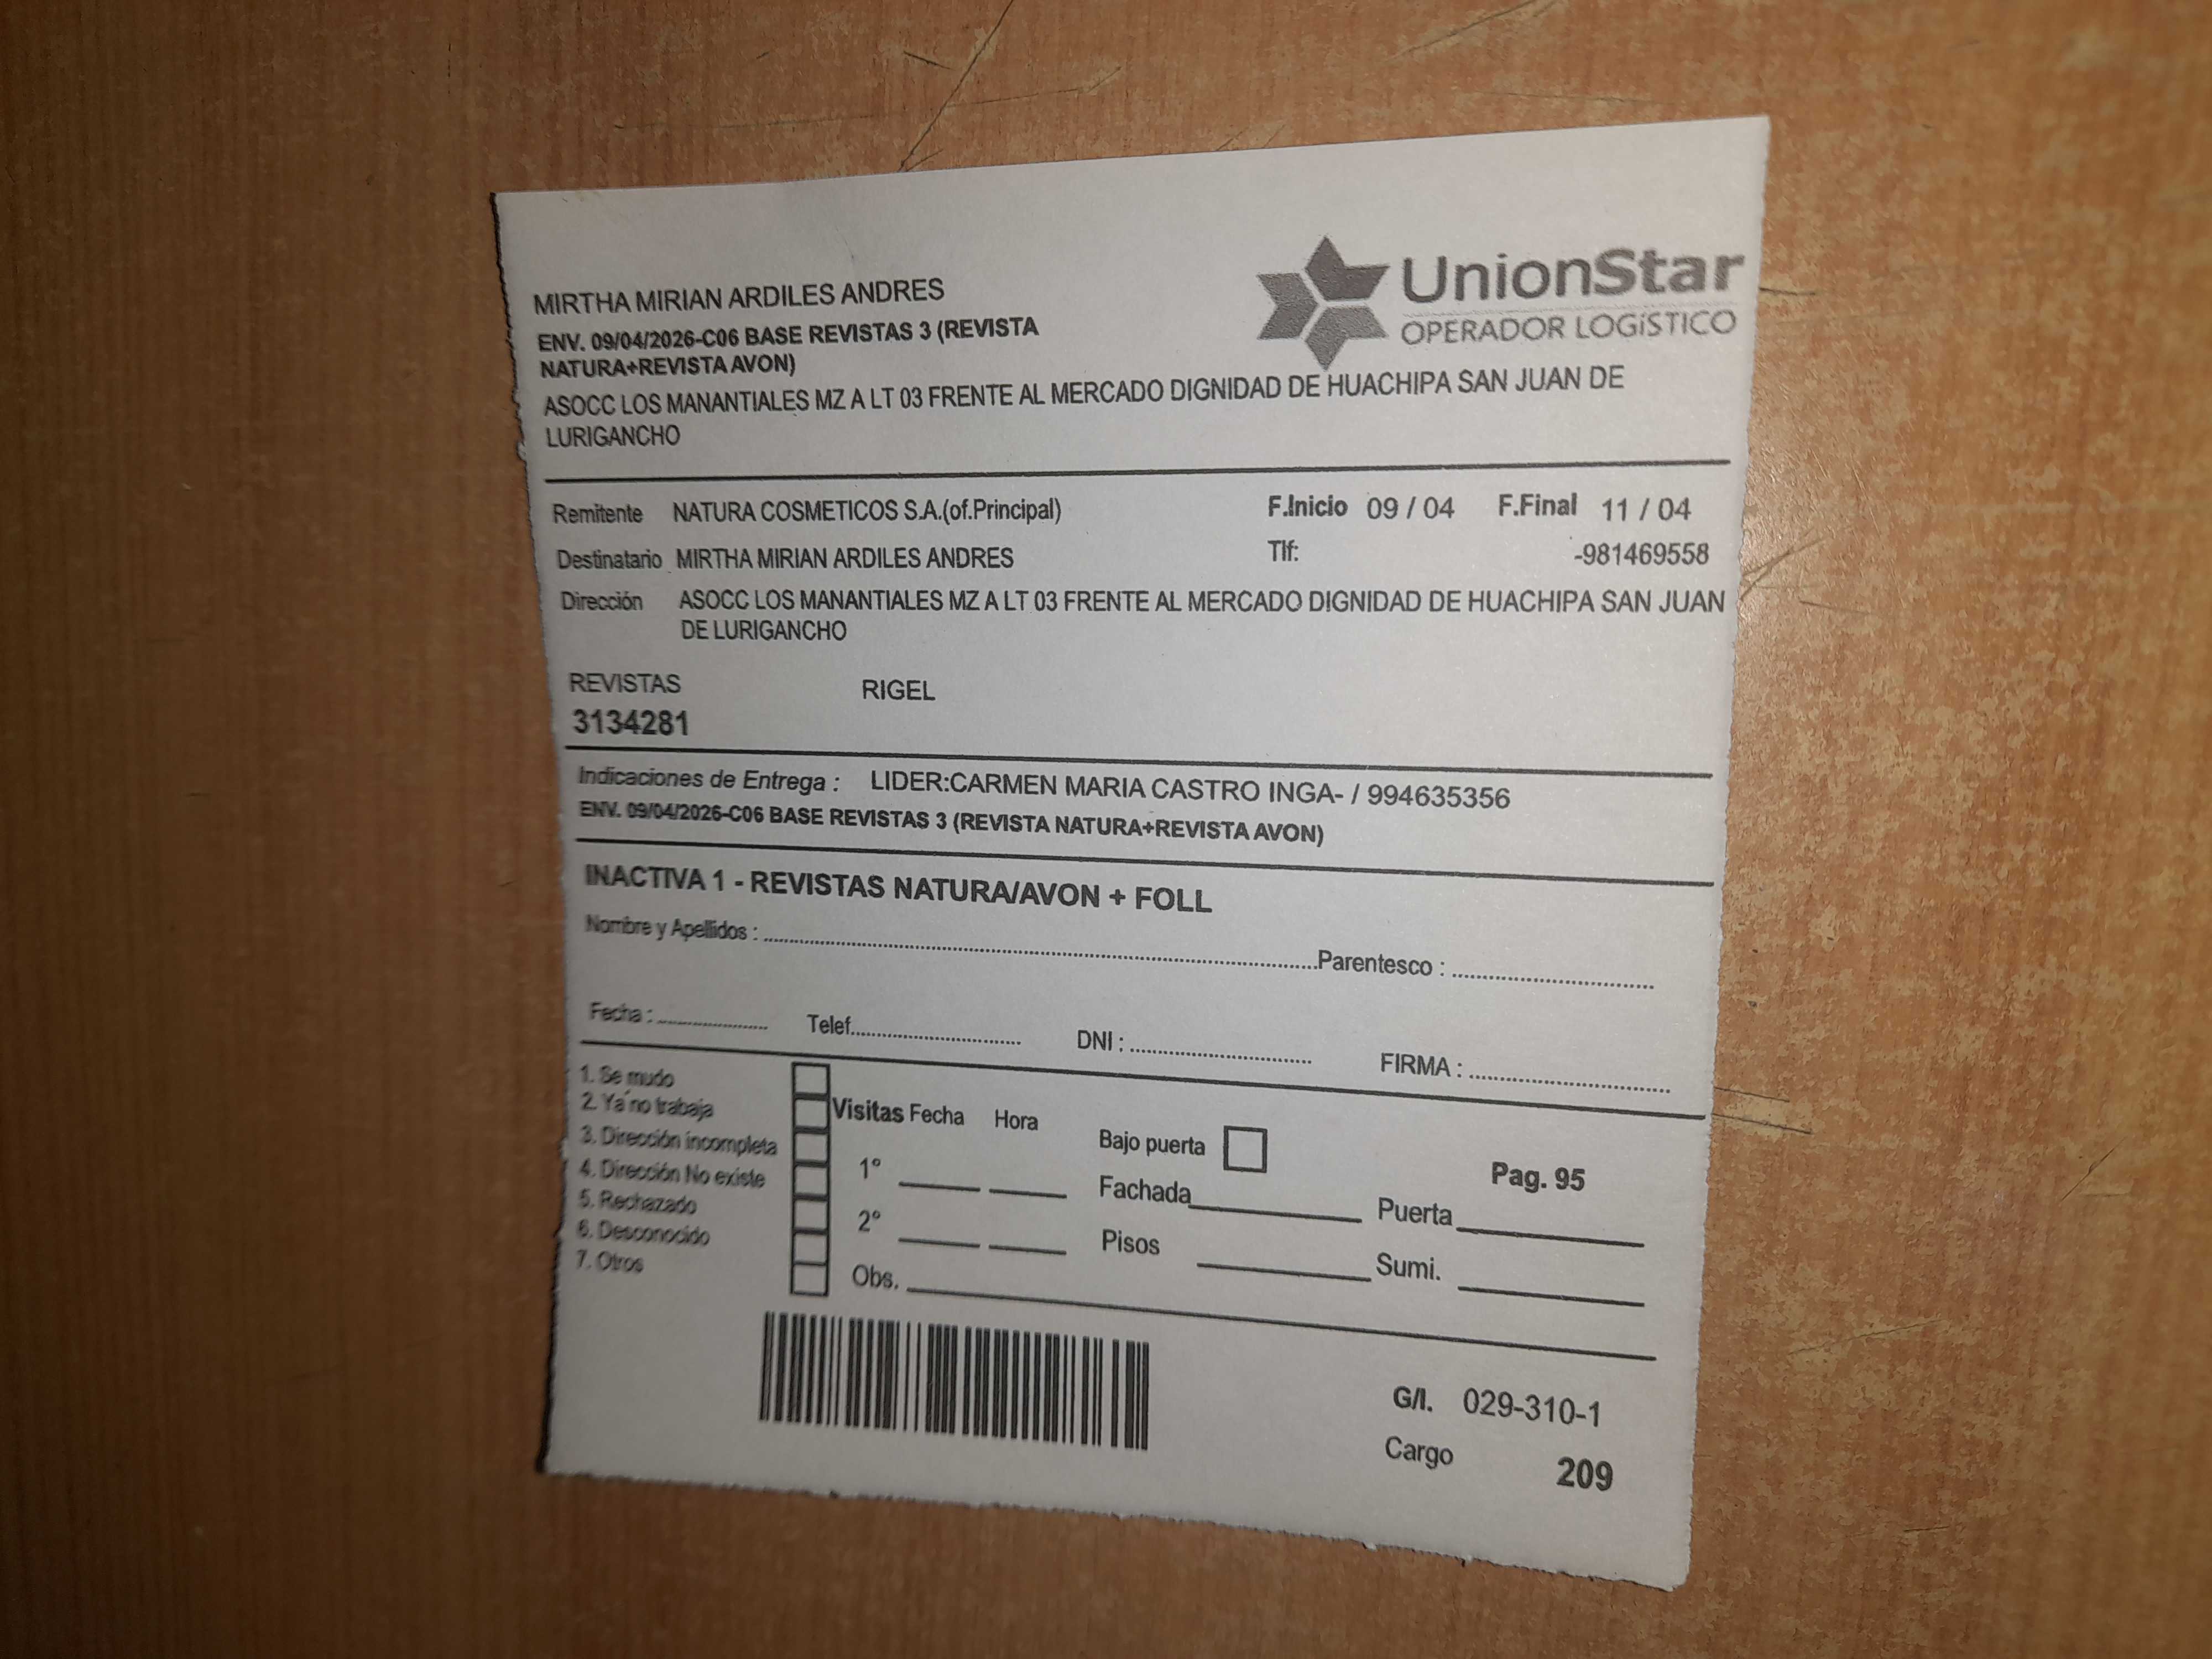 MIRTHA MIRIAN ARDILES ANDRES
ENV. 09/04/2026-C06 BASE REVISTAS 3 (REVISTA
NATURA+REVISTA AVON)
UnionStar
OPERADOR LOGíSTICO
ASOCC LOS MANANTIALES MZ A LT 03 FRENTE AL MERCADO DIGNIDAD DE HUACHIPA SAN JUAN DE
LURIGANCHO
Remitente NATURA COSMETICOS S.A.(of.Principal) F.Inicio 09 / 04 F.Final 11 / 04
Destinatario MIRTHA MIRIAN ARDILES ANDRES Tlf: -981469558
Dirección ASOCC LOS MANANTIALES MZ A LT 03 FRENTE AL MERCADO DIGNIDAD DE HUACHIPA SAN JUAN
DE LURIGANCHO
REVISTAS RIGEL
3134281
Indicaciones de Entrega : LIDER:CARMEN MARIA CASTRO INGA- / 994635356
ENV. 09/04/2026-C06 BASE REVISTAS 3 (REVISTA NATURA+REVISTA AVON)
INACTIVA 1 - REVISTAS NATURA/AVON + FOLL
Nombre y Apellidos : Parentesco :
Fecha : Telef. DNI : FIRMA :
1. Se mudo
2. Ya no trabaja
3. Dirección incompleta
4. Dirección No existe
5. Rechazado
6. Desconocido
7. Otros
Visitas Fecha Hora
1°
2°
Obs.
Bajo puerta
Fachada
Pisos
Pag. 95
Puerta
Sumi.
G/I. 029-310-1
Cargo 209